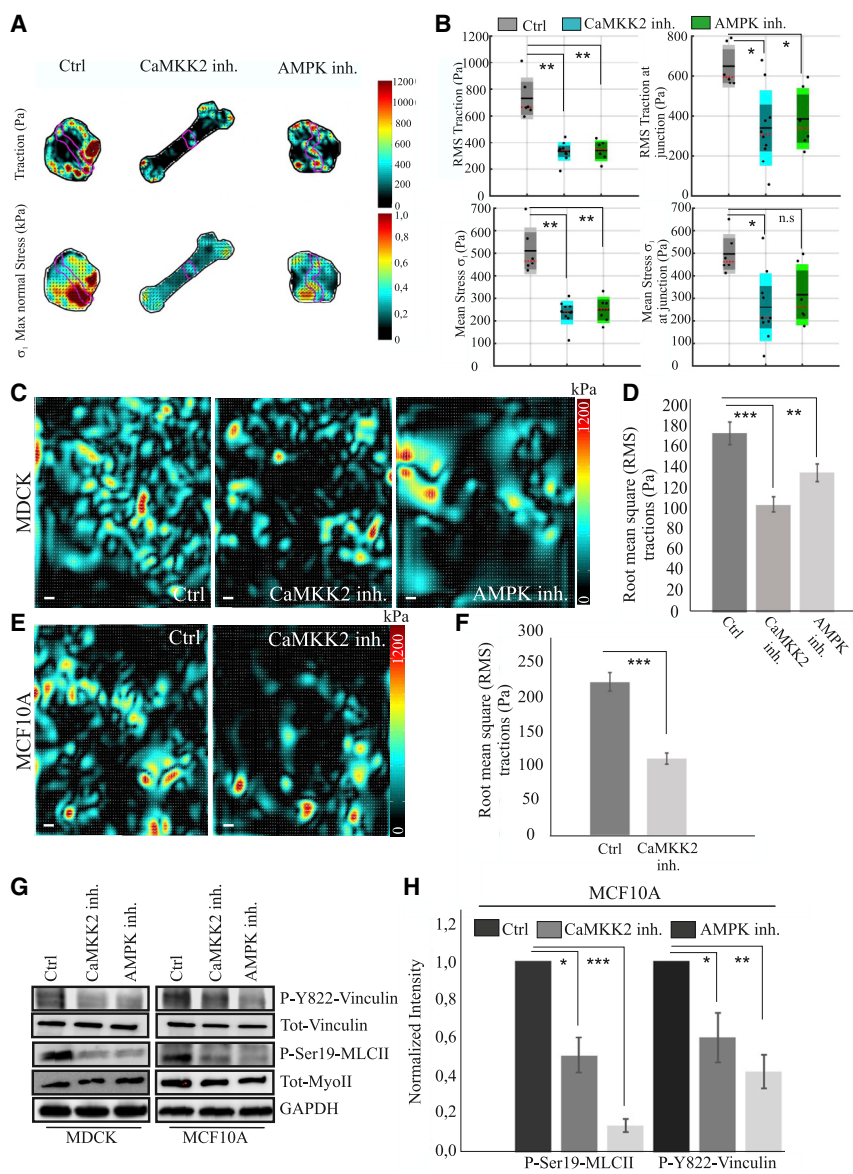 A
Ctrl
CaMKK2 inh.
AMPK inh.
Traction (Pa)
1200
1000
800
600
400
200
0
σ1 Max normal Stress (kPa)
1,0
0,8
0,6
0,4
0,2
0
B
Ctrl
CaMKK2 inh.
AMPK inh.
RMS Traction (Pa)
1200
1000
800
600
400
200
0
**
**
RMS Traction at junction (Pa)
800
600
400
200
0
*
*
Mean Stress σ1 (Pa)
700
600
500
400
300
200
100
0
**
**
Mean Stress σ1 at junction (Pa)
700
600
500
400
300
200
100
0
*
n.s
C
MDCK
Ctrl
CaMKK2 inh.
AMPK inh.
kPa
1200
0
D
Root mean square (RMS) tractions (Pa)
200
180
160
140
120
100
80
60
40
20
0
***
**
Ctrl
CaMKK2 inh.
AMPK inh.
E
MCF10A
Ctrl
CaMKK2 inh.
kPa
1200
0
F
Root mean square (RMS) tractions (Pa)
300
250
200
150
100
50
0
***
Ctrl
CaMKK2 inh.
G
Ctrl
CaMKK2 inh.
AMPK inh.
Ctrl
CaMKK2 inh.
AMPK inh.
P-Y822-Vinculin
Tot-Vinculin
P-Ser19-MLCII
Tot-MyoII
GAPDH
MDCK
MCF10A
H
MCF10A
Ctrl
CaMKK2 inh.
AMPK inh.
Normalized Intensity
1,2
1,0
0,8
0,6
0,4
0,2
0,0
*
***
*
**
P-Ser19-MLCII
P-Y822-Vinculin